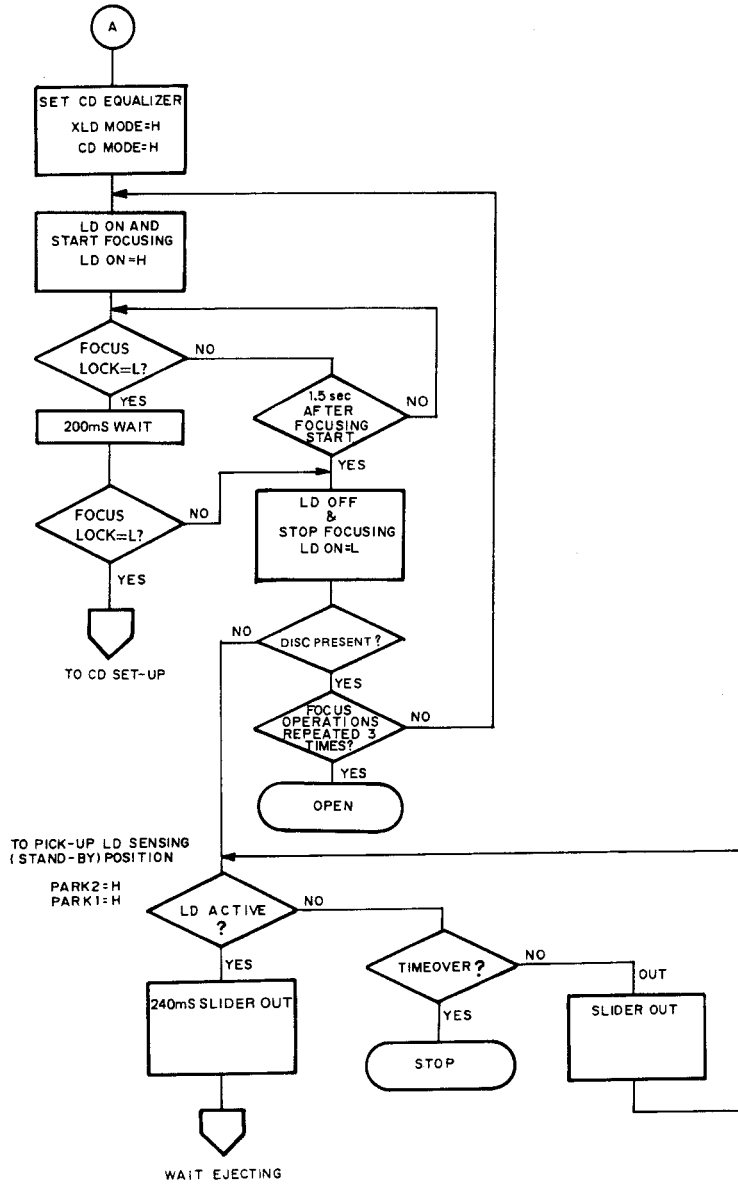 A
SET CD EQUALIZER
XLD MODE=H
CD MODE=H
LD ON AND
START FOCUSING
LD ON=H
FOCUS
LOCK=L?
NO
YES
1.5 sec
AFTER
FOCUSING
START
NO
YES
200mS WAIT
FOCUS
LOCK=L?
NO
YES
TO CD SET-UP
LD OFF
&
STOP FOCUSING
LD ON=L
DISC PRESENT?
NO
YES
FOCUS
OPERATIONS
REPEATED 3
TIMES?
NO
YES
OPEN
TO PICK-UP LD SENSING
(STAND-BY) POSITION
PARK2=H
PARK1=H
LD ACTIVE
?
NO
YES
240mS SLIDER OUT
WAIT EJECTING
TIMEOVER?
NO
YES
STOP
OUT
SLIDER OUT